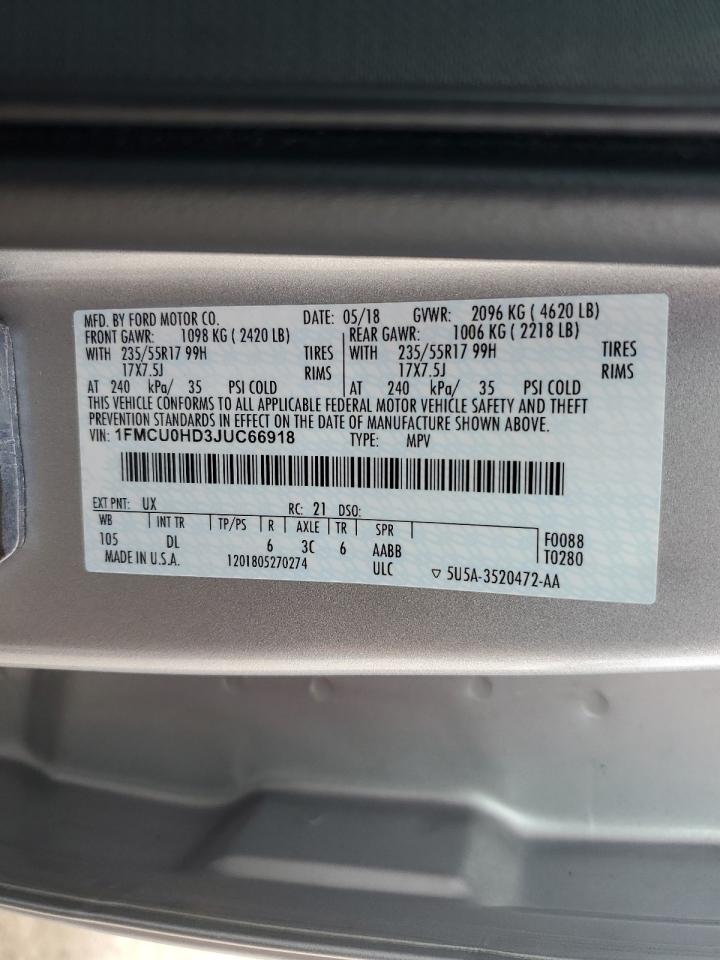 MFD. BY FORD MOTOR CO. DATE: 05/18 GVWR: 2096 KG ( 4620 LB)
FRONT GAWR: 1098 KG ( 2420 LB) REAR GAWR: 1006 KG ( 2218 LB)
WITH 235/55R17 99H TIRES WITH 235/55R17 99H TIRES
17X7.5J RIMS 17X7.5J RIMS
AT 240 kPa/ 35 PSI COLD AT 240 kPa/ 35 PSI COLD
THIS VEHICLE CONFORMS TO ALL APPLICABLE FEDERAL MOTOR VEHICLE SAFETY AND THEFT
PREVENTION STANDARDS IN EFFECT ON THE DATE OF MANUFACTURE SHOWN ABOVE.
VIN: 1FMCU0HD3JUC66918 TYPE: MPV
EXT PNT: UX RC: 21 DSO:
WB INT TR TP/PS R AXLE TR SPR
105 DL 6 3C 6 AABB F0088
MADE IN U.S.A. 1201805270274 ULC T0280
▽ 5U5A-3520472-AA